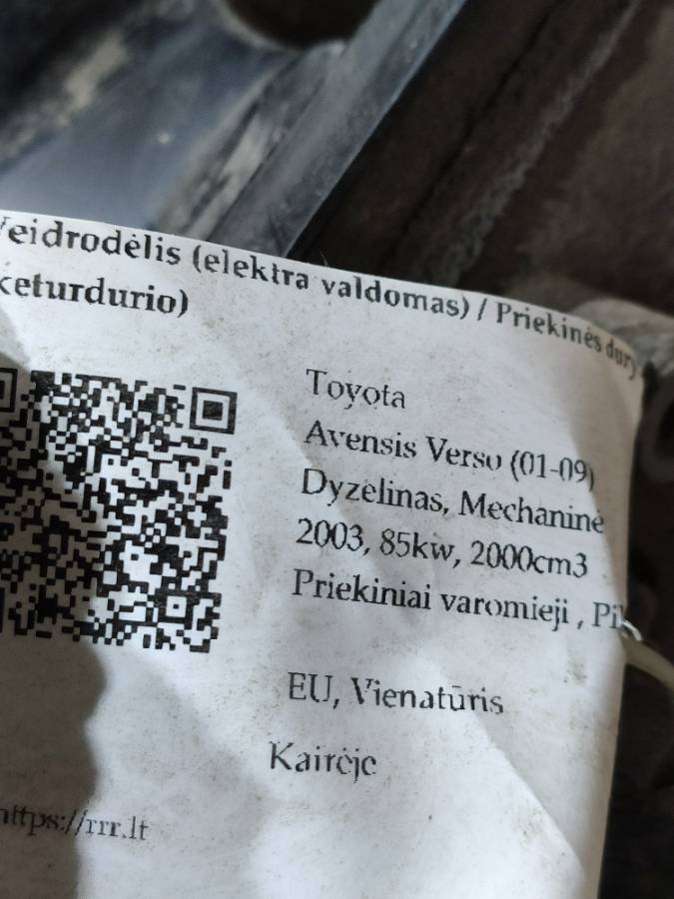 Veidrodėlis (elektra valdomas) / Priekinės dury
keturdurio)
Toyota
Avensis Verso (01-09)
Dyzelinas, Mechaninė
2003, 85kw, 2000cm3
Priekiniai varomieji , Pil
EU, Vienatūris
Kairėje
https://rrr.lt